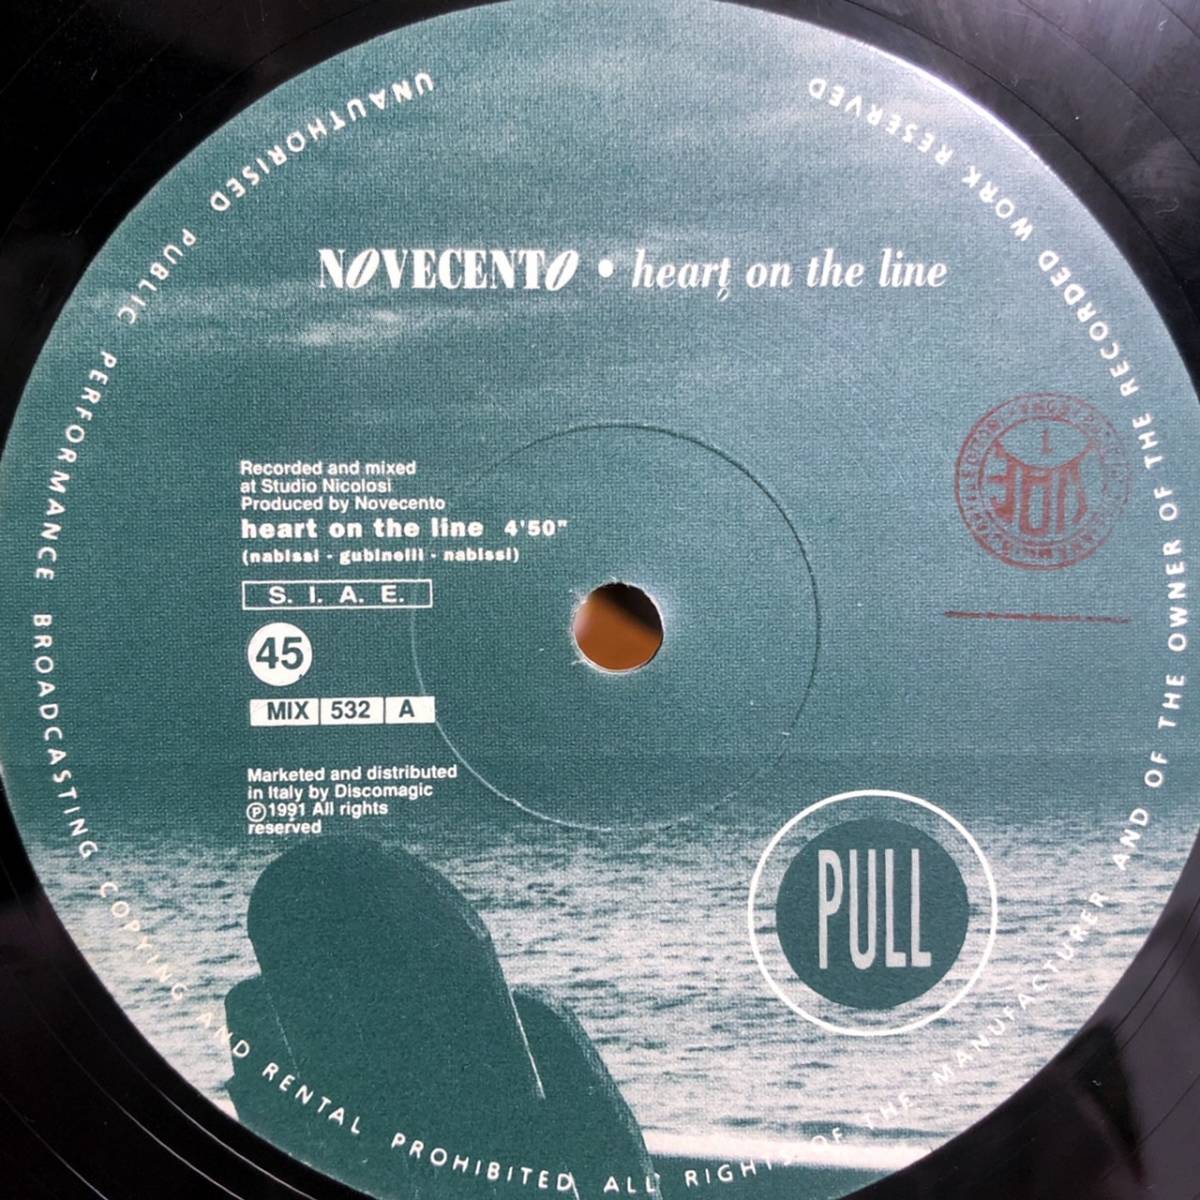 NOVECENTO • heart on the line
Recorded and mixed
at Studio Nicolosi
Produced by Novecento
heart on the line 4'50"
(nabissi - gubinelli - nabissi)
S. I. A. E.
45
MIX 532 A
Marketed and distributed
in Italy by Discomagic
℗1991 All rights
reserved
PULL
UNAUTHORISED PUBLIC PERFORMANCE BROADCASTING COPYING AND RENTAL PROHIBITED ALL RIGHTS OF THE MANUFACTURER AND OF THE OWNER OF THE RECORDED WORK RESERVED